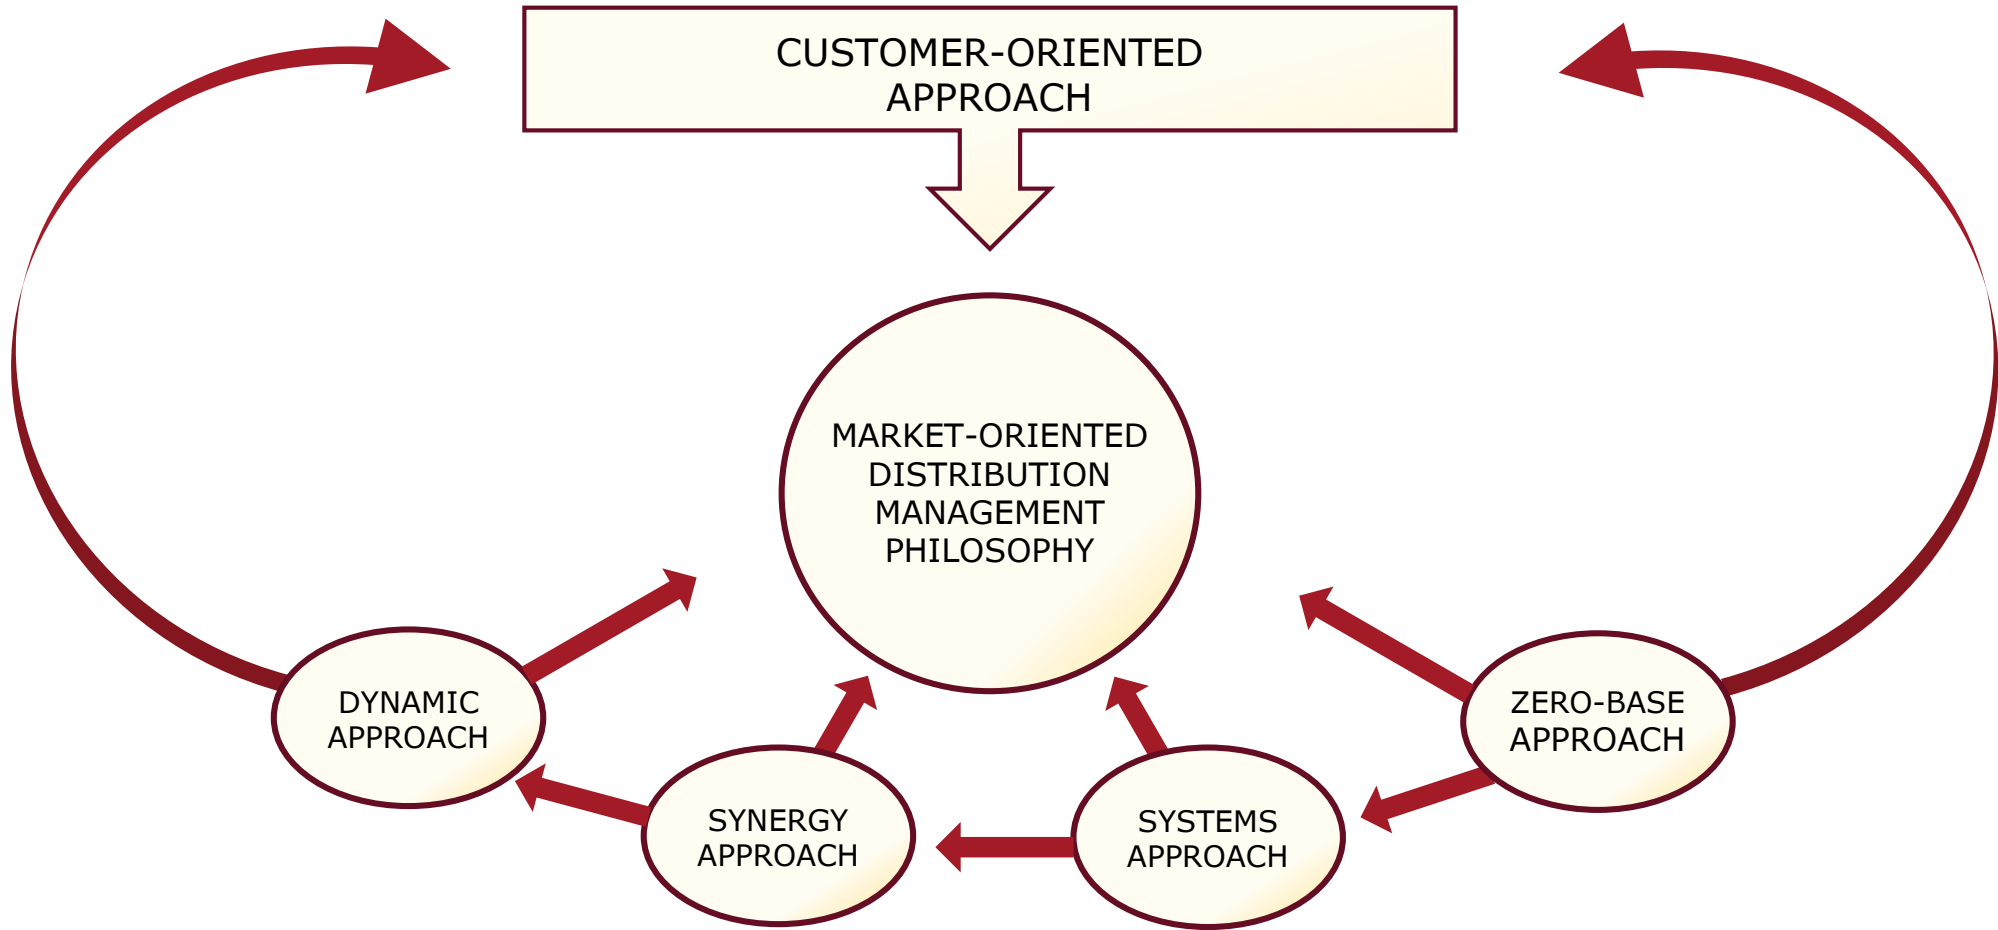 CUSTOMER-ORIENTED
APPROACH
MARKET-ORIENTED
DISTRIBUTION
MANAGEMENT
PHILOSOPHY
DYNAMIC
APPROACH
SYNERGY
APPROACH
SYSTEMS
APPROACH
ZERO-BASE
APPROACH